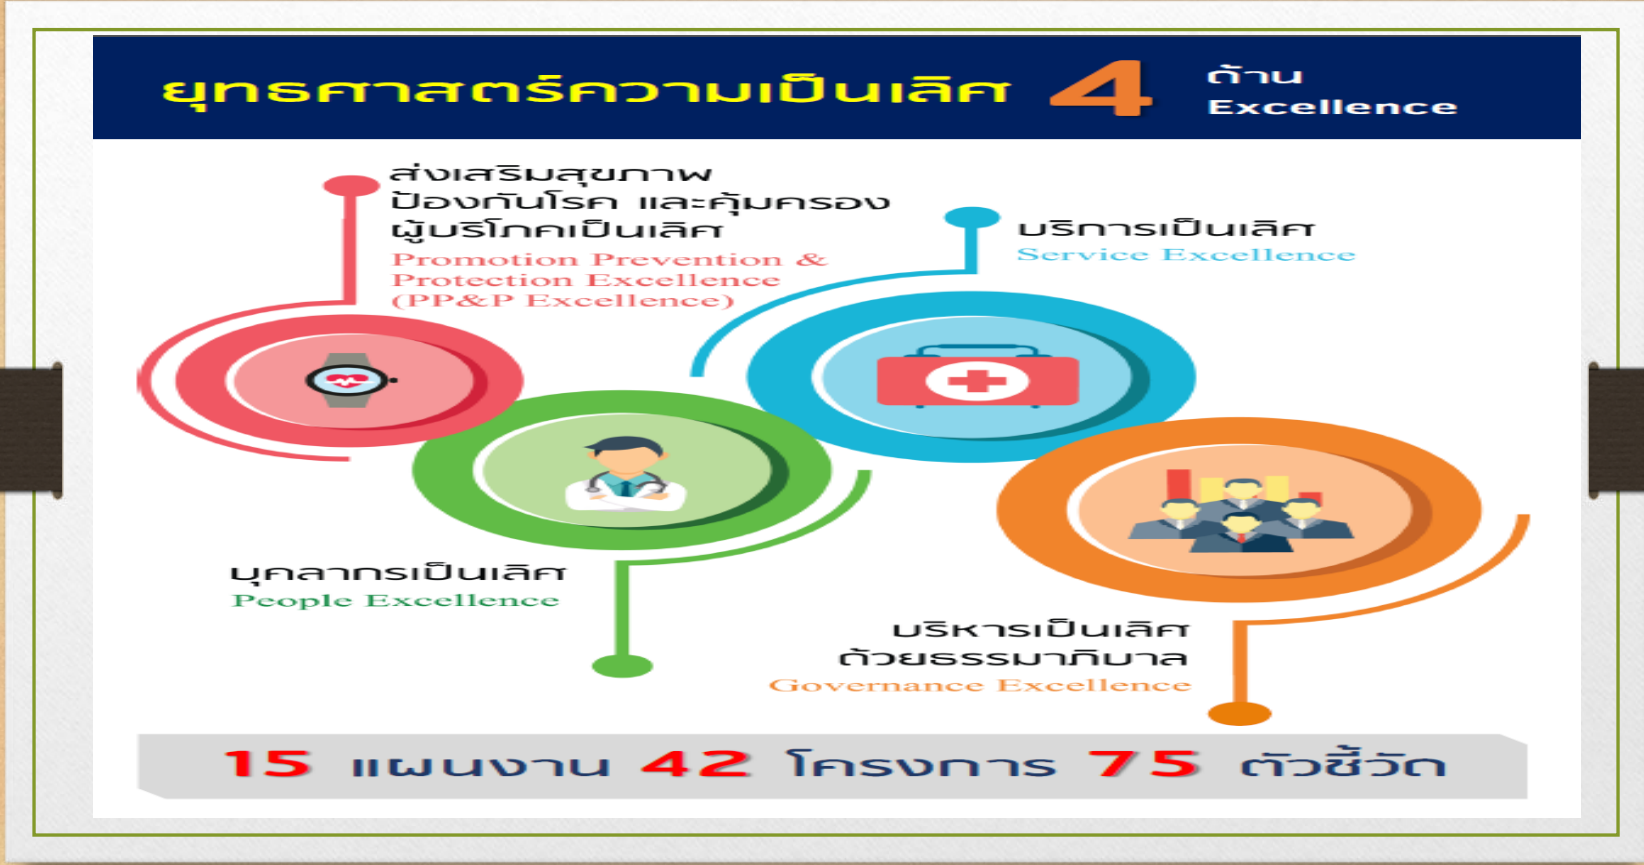 ยุทธศาสตร์ความเป็นเลิศ 4 ด้าน
Excellence
ส่งเสริมสุขภาพ
ป้องกันโรค และคุ้มครอง
ผู้บริโภคเป็นเลิศ
Promotion Prevention &
Protection Excellence
(PP&P Excellence)
บริการเป็นเลิศ
Service Excellence
บุคลากรเป็นเลิศ
People Excellence
บริหารเป็นเลิศ
ด้วยธรรมาภิบาล
Governance Excellence
15 แผนงาน 42 โครงการ 75 ตัวชี้วัด